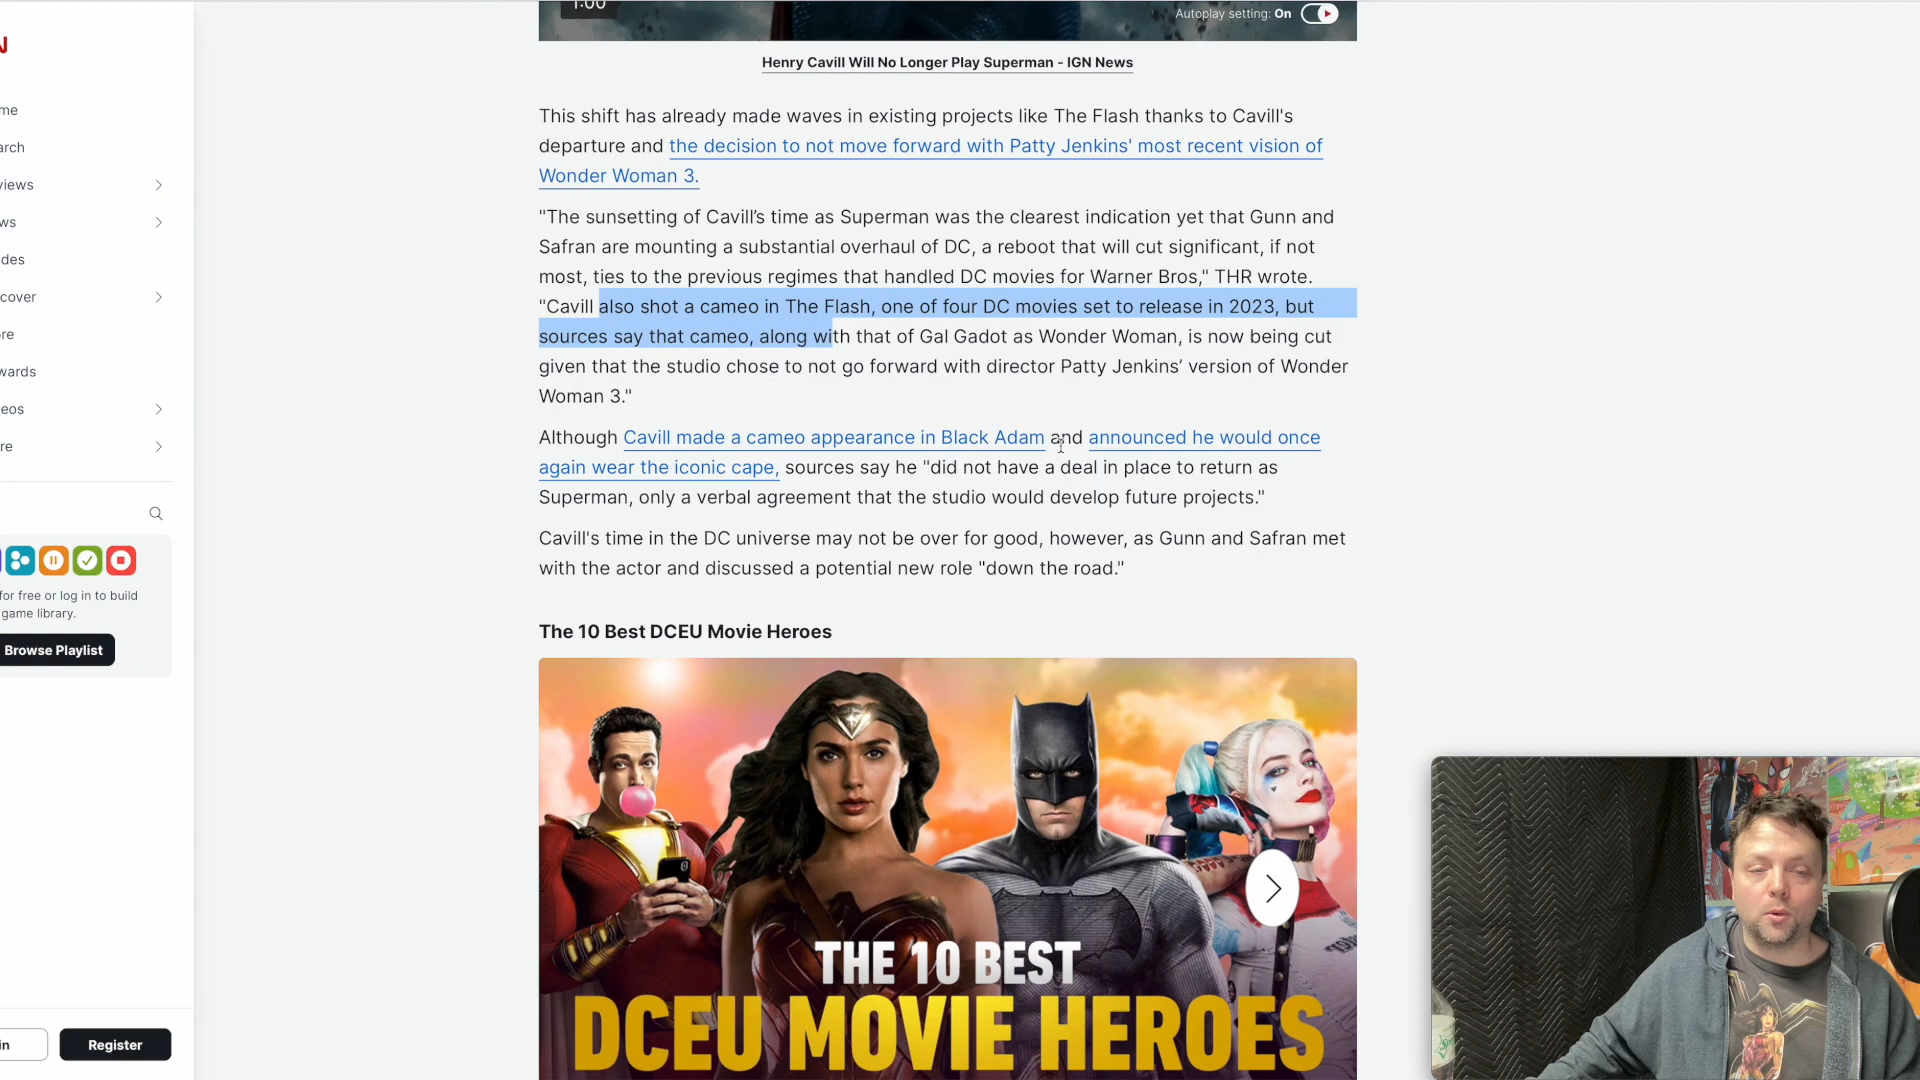 1:00
Autoplay setting: On
Henry Cavill Will No Longer Play Superman - IGN News
N
me
arch
views
ws
des
cover
re
wards
eos
re
for free or log in to build
game library.
Browse Playlist
in
Register
This shift has already made waves in existing projects like The Flash thanks to Cavill's
departure and the decision to not move forward with Patty Jenkins' most recent vision of
Wonder Woman 3.
"The sunsetting of Cavill’s time as Superman was the clearest indication yet that Gunn and
Safran are mounting a substantial overhaul of DC, a reboot that will cut significant, if not
most, ties to the previous regimes that handled DC movies for Warner Bros," THR wrote.
"Cavill also shot a cameo in The Flash, one of four DC movies set to release in 2023, but
sources say that cameo, along with that of Gal Gadot as Wonder Woman, is now being cut
given that the studio chose to not go forward with director Patty Jenkins’ version of Wonder
Woman 3."
Although Cavill made a cameo appearance in Black Adam and announced he would once
again wear the iconic cape, sources say he "did not have a deal in place to return as
Superman, only a verbal agreement that the studio would develop future projects."
Cavill's time in the DC universe may not be over for good, however, as Gunn and Safran met
with the actor and discussed a potential new role "down the road."
The 10 Best DCEU Movie Heroes
THE 10 BEST
DCEU MOVIE HEROES